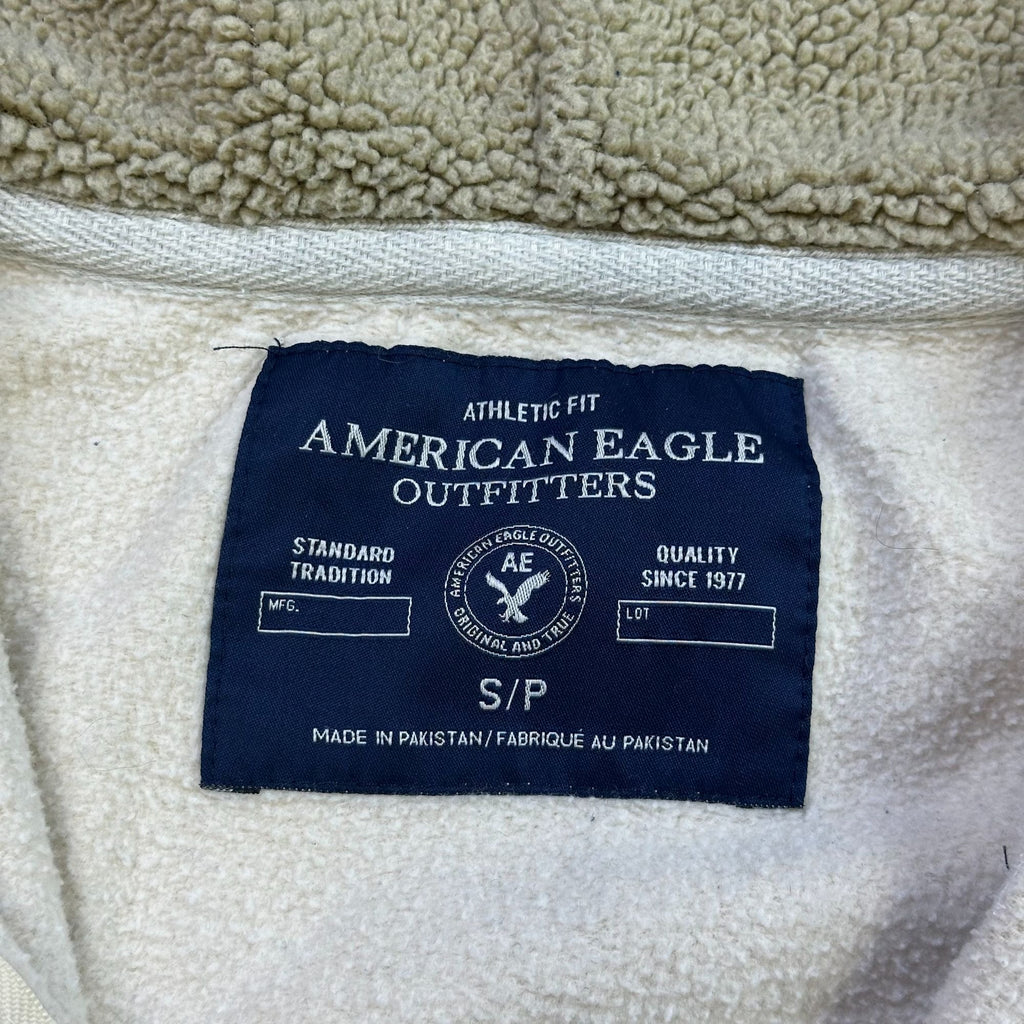 ATHLETIC FIT
AMERICAN EAGLE
OUTFITTERS
STANDARD
TRADITION
MFG.
AMERICAN EAGLE OUTFITTERS
AE
ORIGINAL AND TRUE
QUALITY
SINCE 1977
LOT
S/P
MADE IN PAKISTAN/FABRIQUÉ AU PAKISTAN